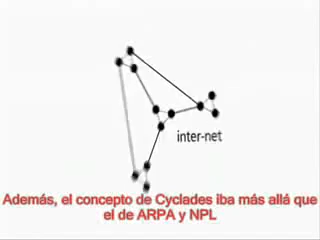 inter-net
Además, el concepto de Cyclades iba más allá que
el de ARPA y NPL